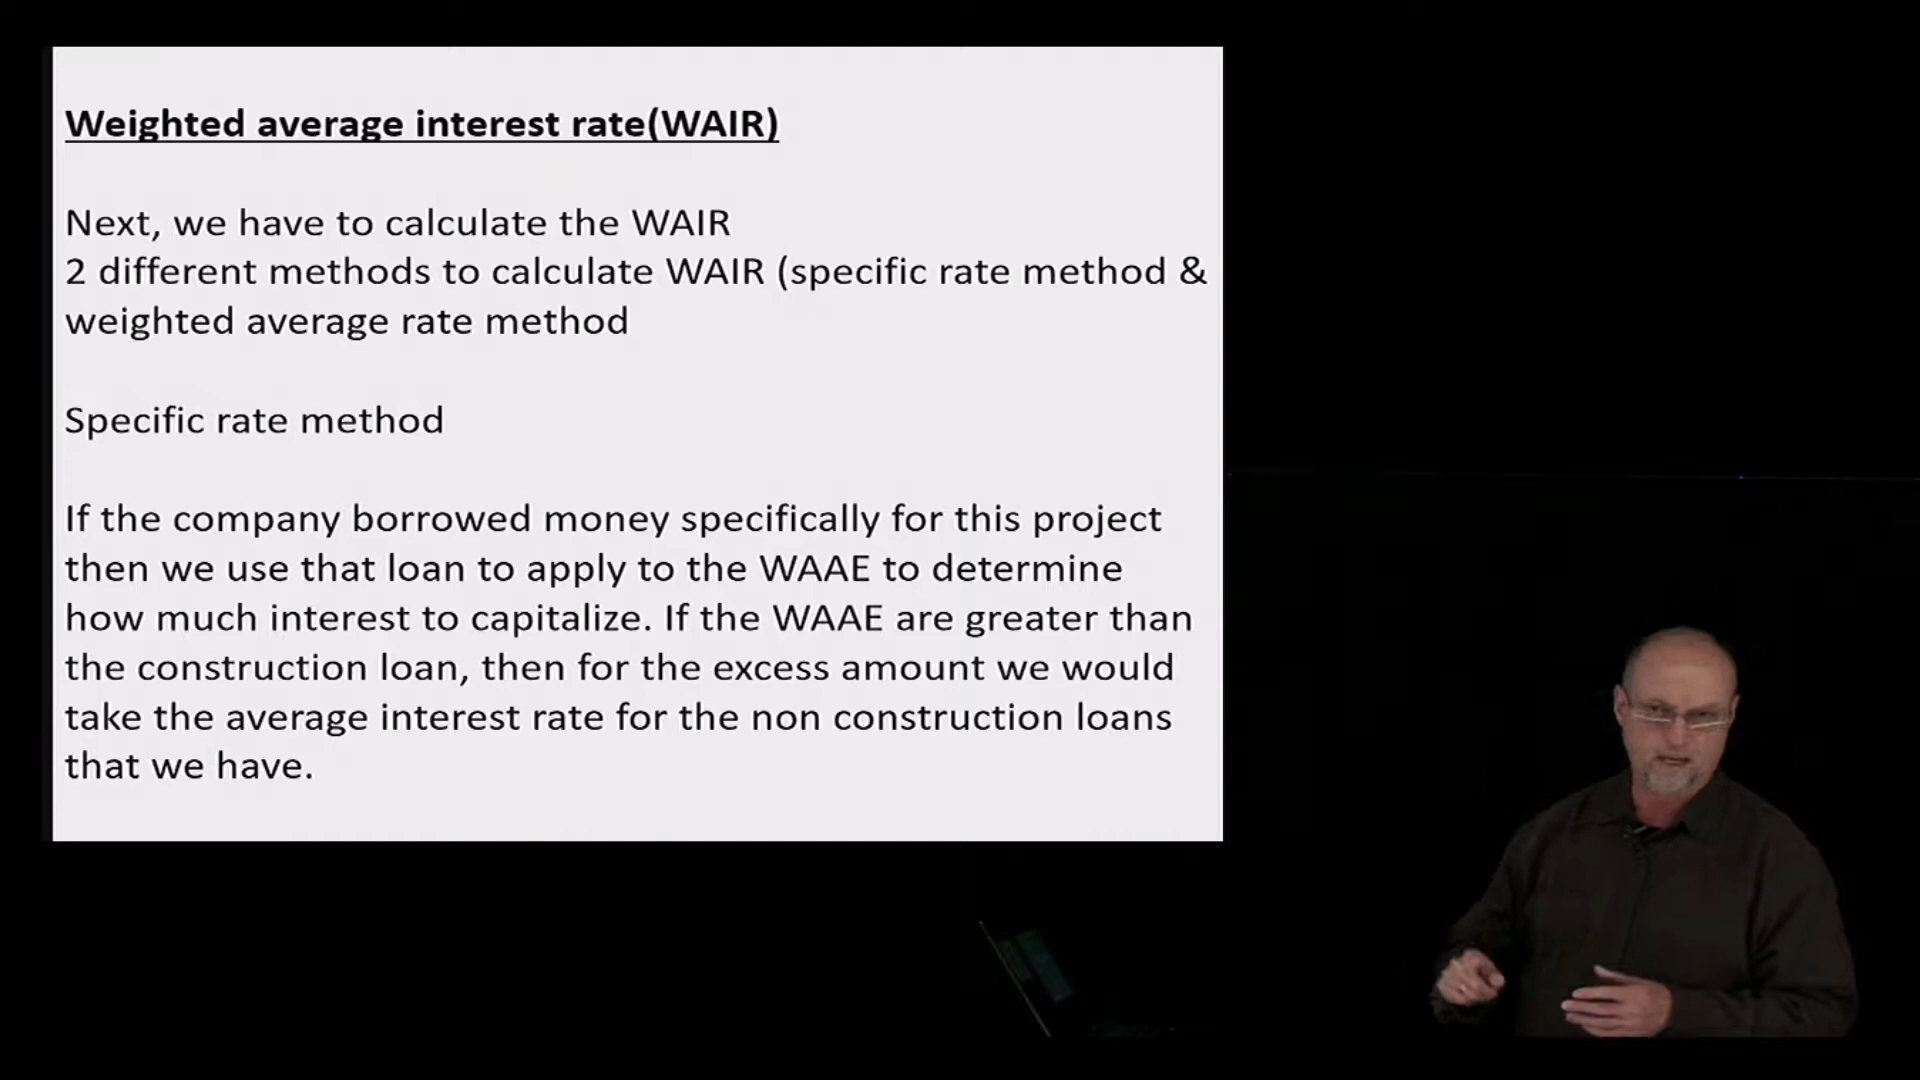 Weighted average interest rate(WAIR)
Next, we have to calculate the WAIR
2 different methods to calculate WAIR (specific rate method &
weighted average rate method
Specific rate method
If the company borrowed money specifically for this project
then we use that loan to apply to the WAAE to determine
how much interest to capitalize. If the WAAE are greater than
the construction loan, then for the excess amount we would
take the average interest rate for the non construction loans
that we have.